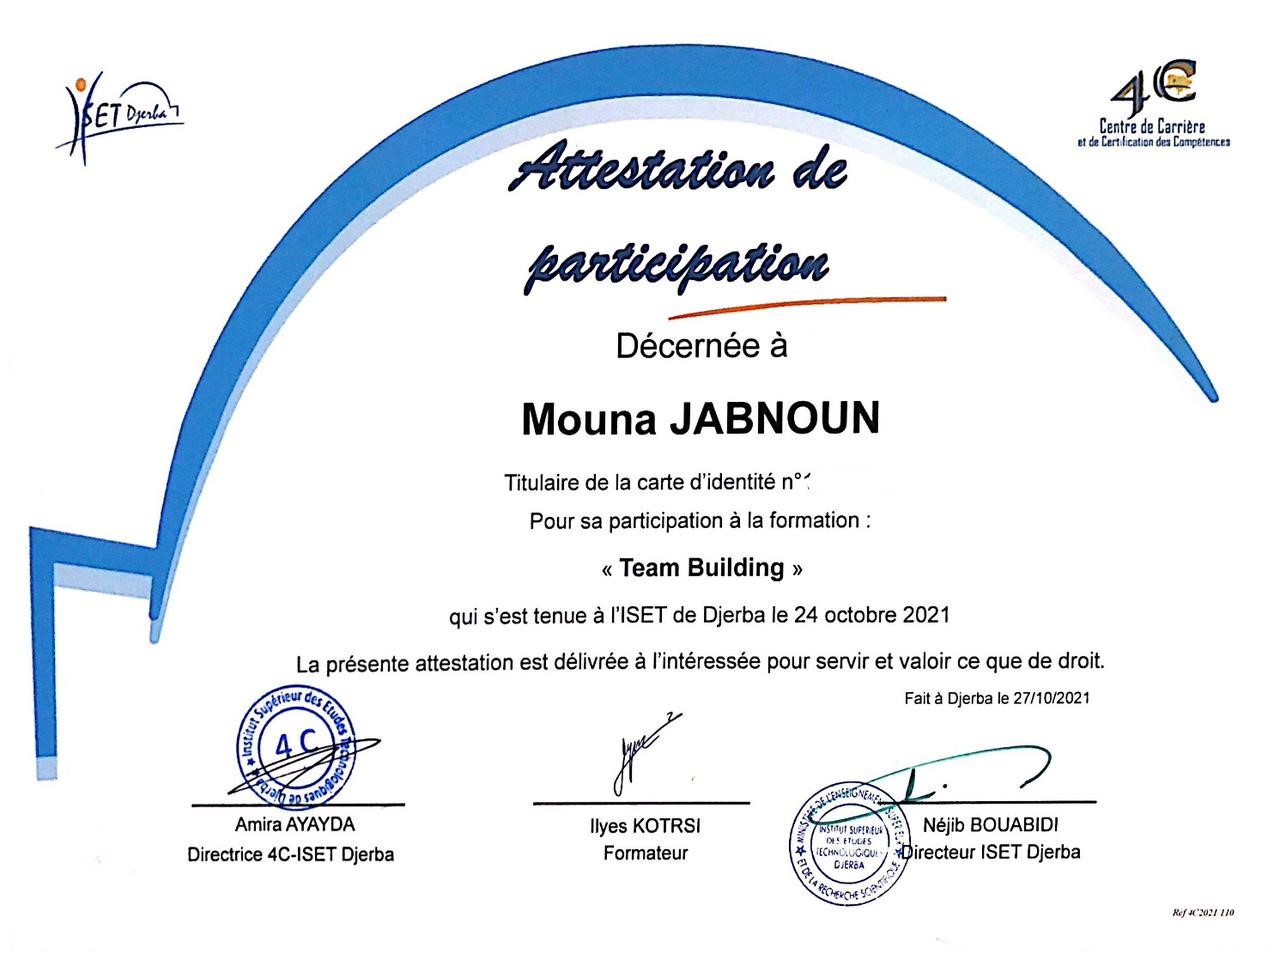 ISET Djerba
4C
Centre de Carrière
et de Certification des Compétences
Attestation de
participation
Décernée à
Mouna JABNOUN
Titulaire de la carte d'identité n°
Pour sa participation à la formation :
« Team Building »
qui s'est tenue à l'ISET de Djerba le 24 octobre 2021
La présente attestation est délivrée à l'intéressée pour servir et valoir ce que de droit.
Fait à Djerba le 27/10/2021
Institut Supérieur des Etudes Technologiques de Djerba
4C
Amira AYAYDA
Directrice 4C-ISET Djerba
Ilyes KOTRSI
Formateur
MINISTERE DE L'ENSEIGNEMENT SUPERIEUR
ET DE LA RECHERCHE SCIENTIFIQUE
INSTITUT SUPERIEUR
DES ETUDES
TECHNOLOGIQUES
DJERBA
Néjib BOUABIDI
Directeur ISET Djerba
Ref 4C2021 110